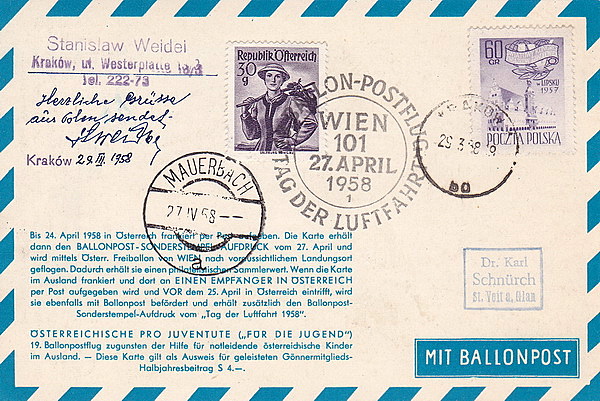 Stanislaw Weidel
Kraków, ul. Westerplatte
Tel. 222-73
Herzliche Grüsse
aus Polen, sendet
Kraków 29.III.1958
Republik Österreich
30
g
60
GR
LIPSKO
1957
POCZTA POLSKA
BALLON-POSTFLUG
WIEN
101
27. APRIL
1958
1
TAG DER LUFTFAHRT
KRAKÓW
29.3.58
MAUERBACH
27.IV.58
a
Bis 24. April 1958 in Österreich frankiert per Post aufgeben. Die Karte erhält
dann den BALLONPOST-SONDERSTEMPEL-AUFDRUCK vom 27. April und
wird mittels Österr. Freiballon von WIEN nach voraussichtlichem Landungsort
geflogen. Dadurch erhält sie einen philatelistischen Sammlerwert. Wenn die Karte
im Ausland frankiert und dort an EINEN EMPFÄNGER IN ÖSTERREICH
per Post aufgegeben wird und VOR dem 25. April in Österreich eintrifft, wird
sie ebenfalls mit Ballonpost befördert und erhält zusätzlich den Ballonpost-
Sonderstempel-Aufdruck vom „Tag der Luftfahrt 1958".
Dr. Karl
Schnürch
St. Veit a. Glan
ÖSTERREICHISCHE PRO JUVENTUTE („FÜR DIE JUGEND")
19. Ballonpostflug zugunsten der Hilfe für notleidende österreichische Kinder
im Ausland. — Diese Karte gilt als Ausweis für geleisteten Gönnermitglieds-
Halbjahresbeitrag S 4.—.
MIT BALLONPOST